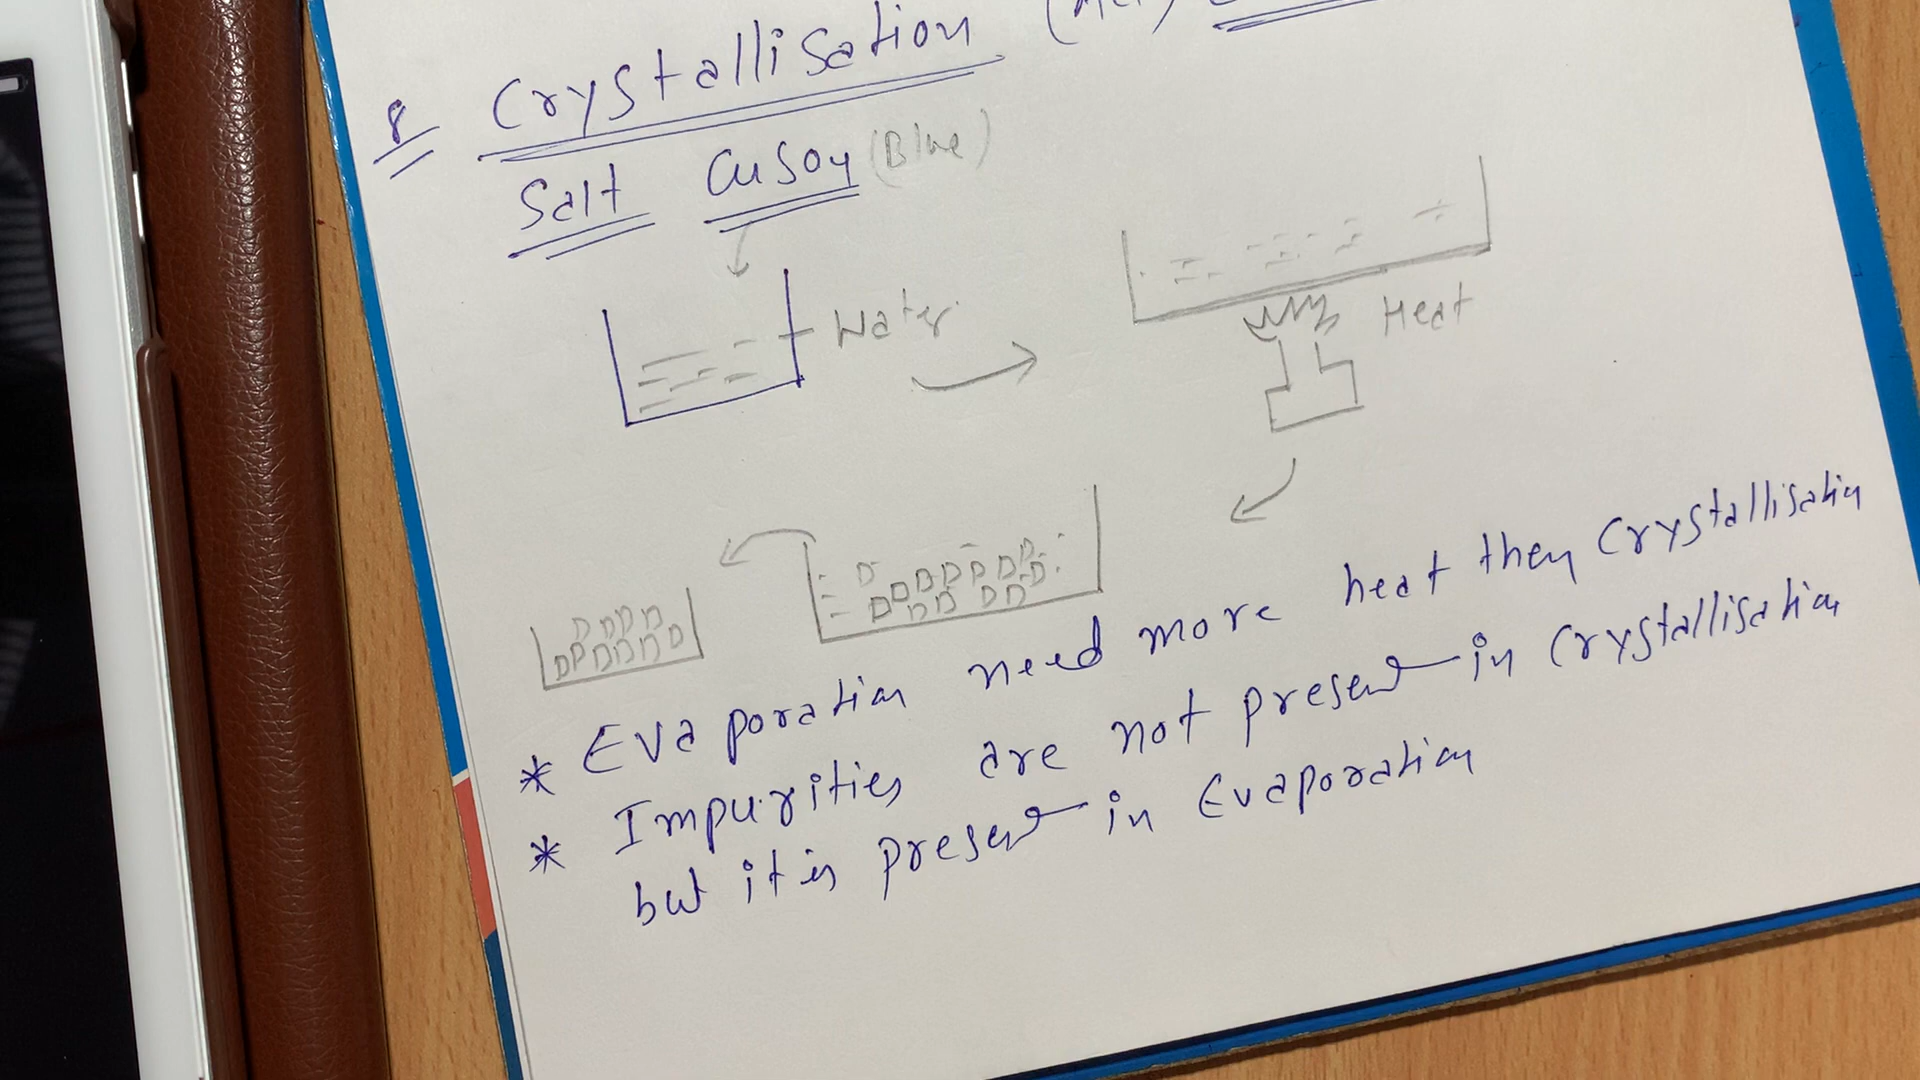 8 Crystallisation
Salt CuSO4 (Blue)
Water
Heat
* Evaporation need more heat then Crystallisation
* Impurities are not present in Crystallisation
but it is present in Evaporation